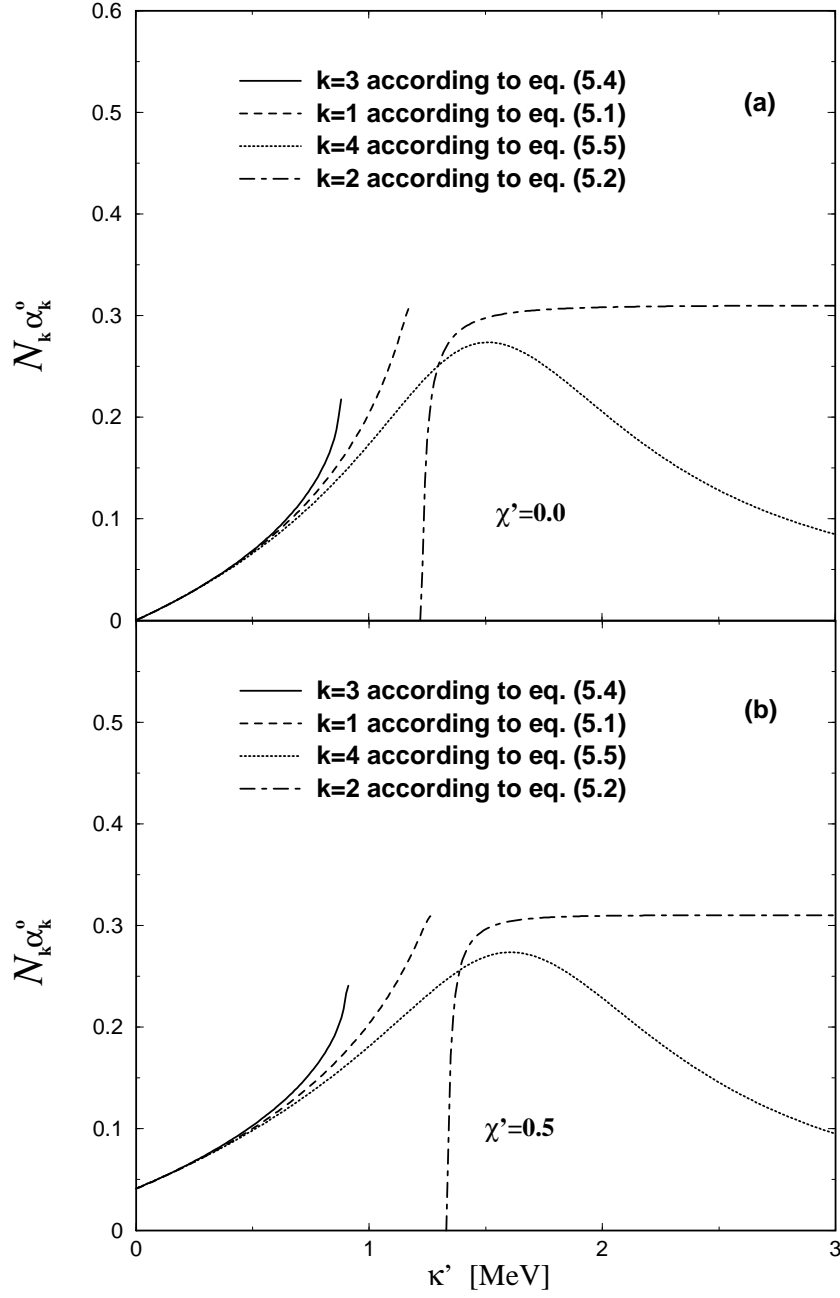 0.6
k=3 according to eq. (5.4)
k=1 according to eq. (5.1)
k=4 according to eq. (5.5)
k=2 according to eq. (5.2)
(a)
0.5
0.4
0.3
0.2
0.1
0
N_k α_k^o
χ’=0.0
k=3 according to eq. (5.4)
k=1 according to eq. (5.1)
k=4 according to eq. (5.5)
k=2 according to eq. (5.2)
(b)
0.5
0.4
0.3
0.2
0.1
0
N_k α_k^o
χ’=0.5
0 1 2 3
κ’ [MeV]